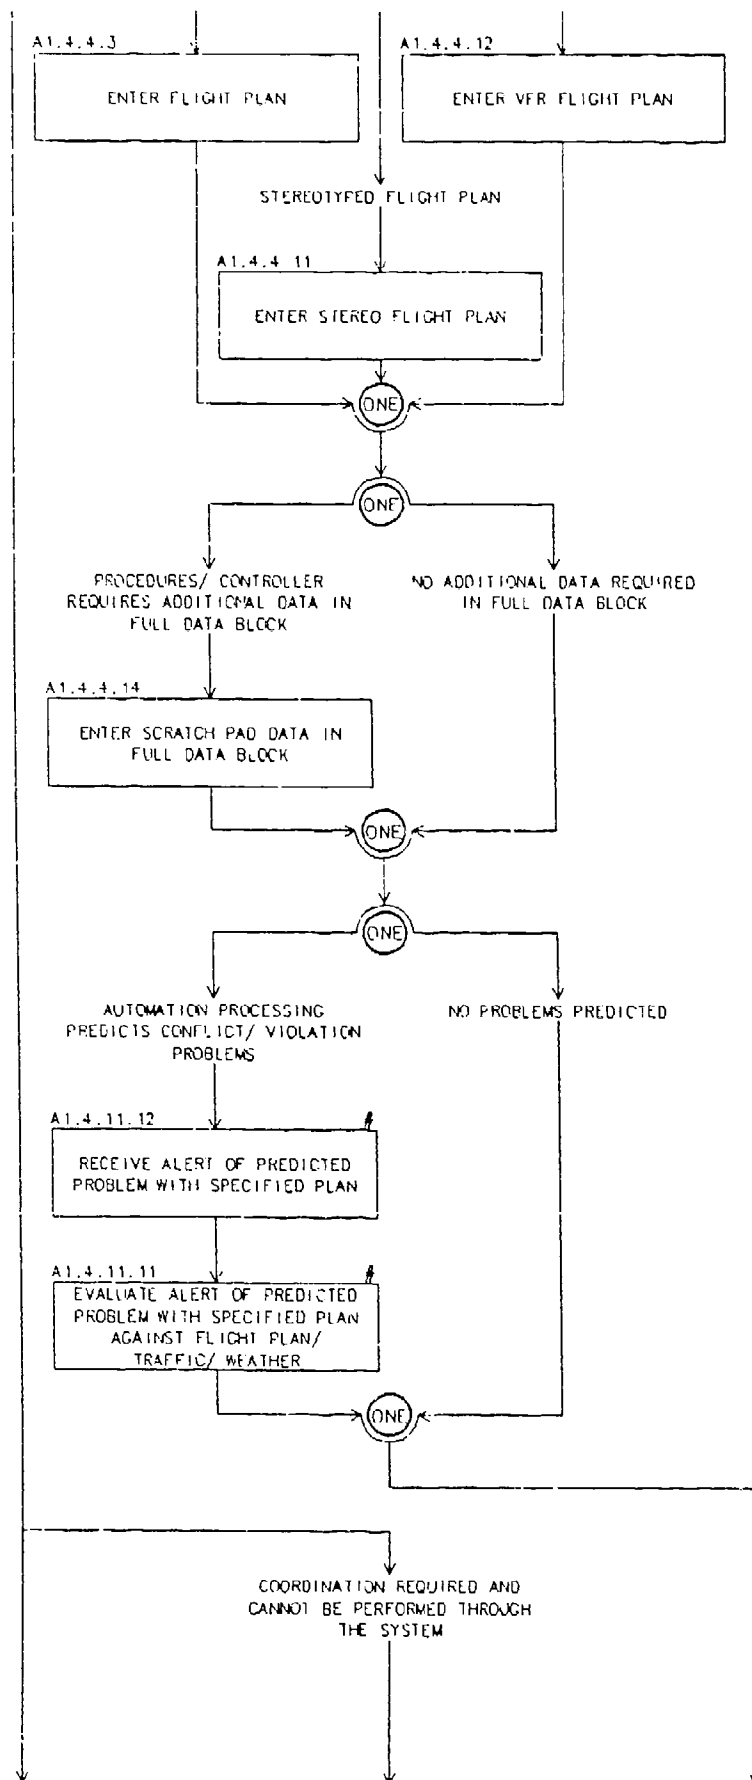 A1.4.4.3
ENTER FLIGHT PLAN
A1.4.4.12
ENTER VFR FLIGHT PLAN
STEREOTYPED FLIGHT PLAN
A1.4.4.11
ENTER STEREO FLIGHT PLAN
ONE
ONE
PROCEDURES/ CONTROLLER
REQUIRES ADDITIONAL DATA IN
FULL DATA BLOCK
NO ADDITIONAL DATA REQUIRED
IN FULL DATA BLOCK
A1.4.4.14
ENTER SCRATCH PAD DATA IN
FULL DATA BLOCK
ONE
ONE
AUTOMATION PROCESSING
PREDICTS CONFLICT/ VIOLATION
PROBLEMS
NO PROBLEMS PREDICTED
A1.4.11.12
#
RECEIVE ALERT OF PREDICTED
PROBLEM WITH SPECIFIED PLAN
A1.4.11.11
#
EVALUATE ALERT OF PREDICTED
PROBLEM WITH SPECIFIED PLAN
AGAINST FLIGHT PLAN/
TRAFFIC/ WEATHER
ONE
COORDINATION REQUIRED AND
CANNOT BE PERFORMED THROUGH
THE SYSTEM